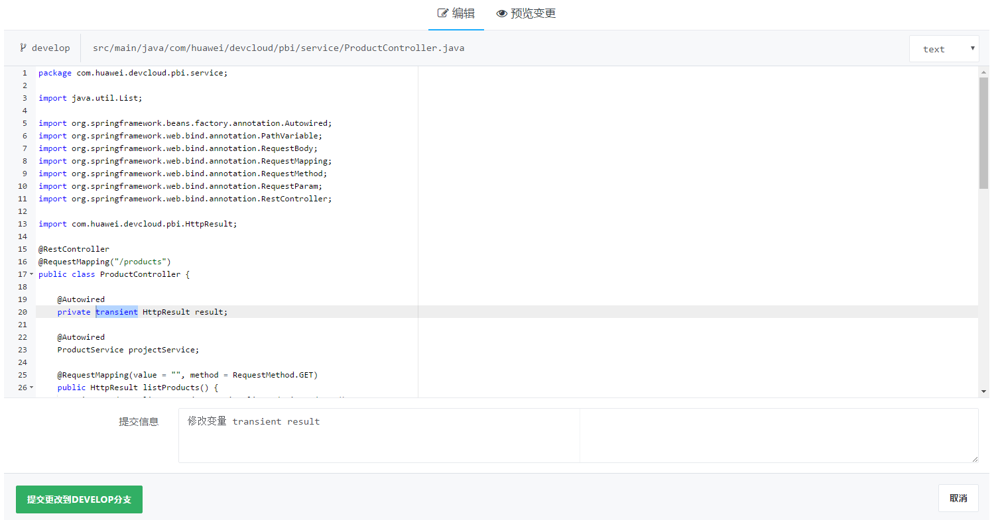 编辑 预览变更
develop src/main/java/com/huawei/devcloud/pbi/service/ProductController.java text
1 package com.huawei.devcloud.pbi.service;
2
3 import java.util.List;
4
5 import org.springframework.beans.factory.annotation.Autowired;
6 import org.springframework.web.bind.annotation.PathVariable;
7 import org.springframework.web.bind.annotation.RequestBody;
8 import org.springframework.web.bind.annotation.RequestMapping;
9 import org.springframework.web.bind.annotation.RequestMethod;
10 import org.springframework.web.bind.annotation.RequestParam;
11 import org.springframework.web.bind.annotation.RestController;
12
13 import com.huawei.devcloud.pbi.HttpResult;
14
15 @RestController
16 @RequestMapping("/products")
17 public class ProductController {
18
19 @Autowired
20 private transient HttpResult result;
21
22 @Autowired
23 ProductService projectService;
24
25 @RequestMapping(value = "", method = RequestMethod.GET)
26 public HttpResult listProducts() {
提交信息 修改变量 transient result
提交更改到DEVELOP分支 取消